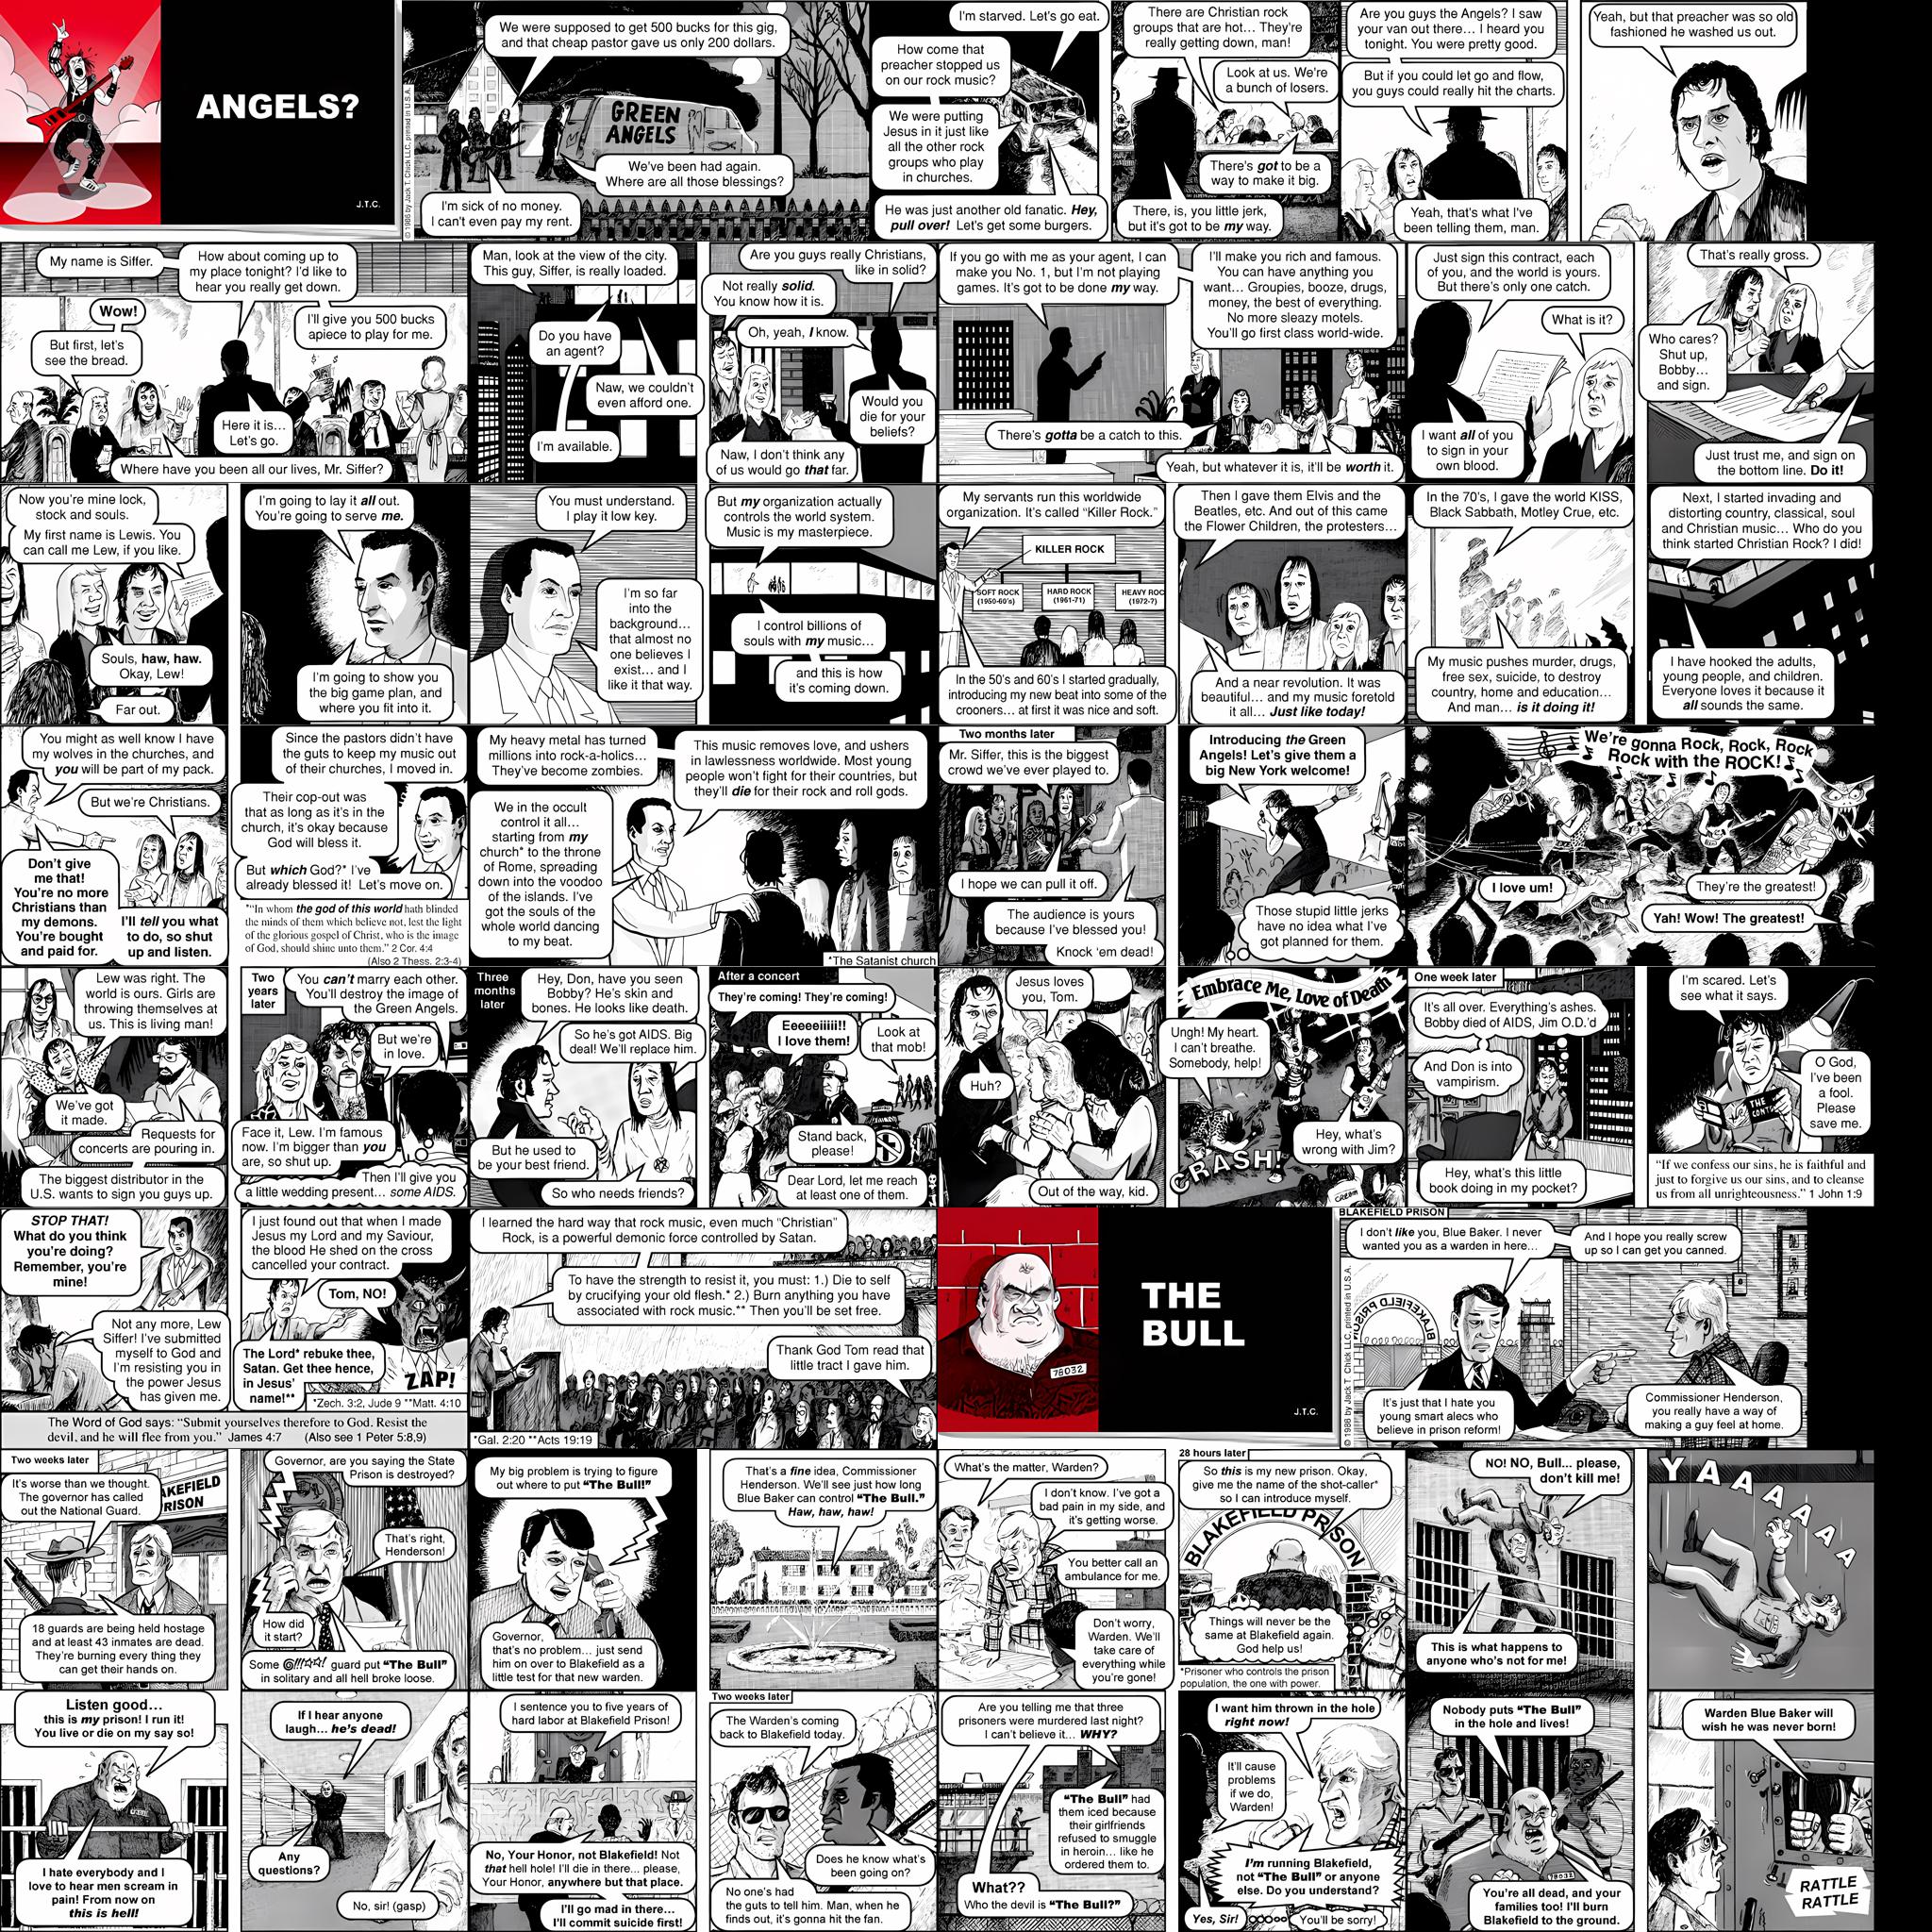 ANGELS?
J.T.C.
© 1986 by Jack T. Chick LLC, printed in U.S.A.
We were supposed to get 500 bucks for this gig,
and that cheap pastor gave us only 200 dollars.
GREEN
ANGELS
We've been had again.
Where are all those blessings?
I'm sick of no money.
I can't even pay my rent.
I'm starved. Let's go eat.
How come that
preacher stopped us
on our rock music?
We were putting
Jesus in it just like
all the other rock
groups who play
in churches.
He was just another old fanatic. Hey,
pull over! Let's get some burgers.
There are Christian rock
groups that are hot... They're
really getting down, man!
Look at us. We're
a bunch of losers.
There's got to be a
way to make it big.
There, is, you little jerk,
but it's got to be my way.
Are you guys the Angels? I saw
your van out there... I heard you
tonight. You were pretty good.
But if you could let go and flow,
you guys could really hit the charts.
Yeah, that's what I've
been telling them, man.
Yeah, but that preacher was so old
fashioned he washed us out.
My name is Siffer.
How about coming up to
my place tonight? I'd like to
hear you really get down.
Wow!
But first, let's
see the bread.
I'll give you 500 bucks
apiece to play for me.
Here it is...
Let's go.
Where have you been all our lives, Mr. Siffer?
Man, look at the view of the city.
This guy, Siffer, is really loaded.
Do you have
an agent?
Naw, we couldn't
even afford one.
I'm available.
Are you guys really Christians,
like in solid?
Not really solid.
You know how it is.
Oh, yeah, I know.
Would you
die for your
beliefs?
Naw, I don't think any
of us would go that far.
If you go with me as your agent, I can
make you No. 1, but I'm not playing
games. It's got to be done my way.
I'll make you rich and famous.
You can have anything you
want... Groupies, booze, drugs,
money, the best of everything.
No more sleazy motels.
You'll go first class world-wide.
There's gotta be a catch to this.
Yeah, but whatever it is, it'll be worth it.
Just sign this contract, each
of you, and the world is yours.
But there's only one catch.
What is it?
I want all of you
to sign in your
own blood.
That's really gross.
Who cares?
Shut up,
Bobby...
and sign.
Just trust me, and sign on
the bottom line. Do it!
Now you're mine lock,
stock and souls.
My first name is Lewis. You
can call me Lew, if you like.
Souls, haw, haw.
Okay, Lew!
Far out.
I'm going to lay it all out.
You're going to serve me.
I'm going to show you
the big game plan, and
where you fit into it.
You must understand.
I play it low key.
I'm so far
into the
background...
that almost no
one believes I
exist... and I
like it that way.
But my organization actually
controls the world system.
Music is my masterpiece.
I control billions of
souls with my music...
and this is how
it's coming down.
My servants run this worldwide
organization. It's called "Killer Rock."
KILLER ROCK
SOFT ROCK
(1950-60's)
HARD ROCK
(1961-71)
HEAVY ROC
(1972-?)
In the 50's and 60's I started gradually,
introducing my new beat into some of the
crooners... at first it was nice and soft.
Then I gave them Elvis and the
Beatles, etc. And out of this came
the Flower Children, the protesters...
And a near revolution. It was
beautiful... and my music foretold
it all... Just like today!
In the 70's, I gave the world KISS,
Black Sabbath, Motley Crue, etc.
My music pushes murder, drugs,
free sex, suicide, to destroy
country, home and education...
And man... is it doing it!
Next, I started invading and
distorting country, classical, soul
and Christian music... Who do you
think started Christian Rock? I did!
I have hooked the adults,
young people, and children.
Everyone loves it because it
all sounds the same.
You might as well know I have
my wolves in the churches, and
you will be part of my pack.
But we're Christians.
Don't give
me that!
You're no more
Christians than
my demons.
You're bought
and paid for.
I'll tell you what
to do, so shut
up and listen.
Since the pastors didn't have
the guts to keep my music out
of their churches, I moved in.
Their cop-out was
that as long as it's in the
church, it's okay because
God will bless it.
But which God?* I've
already blessed it! Let's move on.
*"In whom the god of this world hath blinded
the minds of them which believe not, lest the light
of the glorious gospel of Christ, who is the image
of God, should shine unto them." 2 Cor. 4:4
(Also 2 Thess. 2:3-4)
My heavy metal has turned
millions into rock-a-holics...
They've become zombies.
This music removes love, and ushers
in lawlessness worldwide. Most young
people won't fight for their countries, but
they'll die for their rock and roll gods.
We in the occult
control it all...
starting from my
church* to the throne
of Rome, spreading
down into the voodoo
of the islands. I've
got the souls of the
whole world dancing
to my beat.
*The Satanist church
Two months later
Mr. Siffer, this is the biggest
crowd we've ever played to.
I hope we can pull it off.
The audience is yours
because I've blessed you!
Knock 'em dead!
Introducing the Green
Angels! Let's give them a
big New York welcome!
Those stupid little jerks
have no idea what I've
got planned for them.
We're gonna Rock, Rock, Rock
Rock with the ROCK!
I love um!
They're the greatest!
Yah! Wow! The greatest!
Lew was right. The
world is ours. Girls are
throwing themselves at
us. This is living man!
We've got
it made.
Requests for
concerts are pouring in.
The biggest distributor in the
U.S. wants to sign you guys up.
Two
years
later
You can't marry each other.
You'll destroy the image of
the Green Angels.
But we're
in love.
Face it, Lew. I'm famous
now. I'm bigger than you
are, so shut up.
Then I'll give you
a little wedding present... some AIDS.
Three
months
later
Hey, Don, have you seen
Bobby? He's skin and
bones. He looks like death.
So he's got AIDS. Big
deal! We'll replace him.
But he used to
be your best friend.
So who needs friends?
After a concert
They're coming! They're coming!
Eeeeeiiiii!!
I love them!
Look at
that mob!
Stand back,
please!
Dear Lord, let me reach
at least one of them.
Jesus loves
you, Tom.
Huh?
Out of the way, kid.
Embrace Me, Love of Death
Ungh! My heart.
I can't breathe.
Somebody, help!
Hey, what's
wrong with Jim?
CRASH!
One week later
It's all over. Everything's ashes.
Bobby died of AIDS, Jim O.D.'d
And Don is into
vampirism.
Hey, what's this little
book doing in my pocket?
I'm scared. Let's
see what it says.
THE
CONT
O God,
I've been
a fool.
Please
save me.
"If we confess our sins, he is faithful and
just to forgive us our sins, and to cleanse
us from all unrighteousness." 1 John 1:9
STOP THAT!
What do you think
you're doing?
Remember, you're
mine!
Not any more, Lew
Siffer! I've submitted
myself to God and
I'm resisting you in
the power Jesus
has given me.
I just found out that when I made
Jesus my Lord and my Saviour,
the blood He shed on the cross
cancelled your contract.
Tom, NO!
The Lord* rebuke thee,
Satan. Get thee hence,
in Jesus'
name!**
ZAP!
*Zech. 3:2, Jude 9 **Matt. 4:10
The Word of God says: "Submit yourselves therefore to God. Resist the
devil, and he will flee from you." James 4:7 (Also see 1 Peter 5:8,9)
I learned the hard way that rock music, even much "Christian"
Rock, is a powerful demonic force controlled by Satan.
To have the strength to resist it, you must: 1.) Die to self
by crucifying your old flesh.* 2.) Burn anything you have
associated with rock music.** Then you'll be set free.
Thank God Tom read that
little tract I gave him.
*Gal. 2:20 **Acts 19:19
78032
THE
BULL
J.T.C.
BLAKEFIELD PRISON
© 1986 by Jack T. Chick LLC, printed in U.S.A.
I don't like you, Blue Baker. I never
wanted you as a warden in here...
And I hope you really screw
up so I can get you canned.
BLAKEFIELD PRISON
It's just that I hate you
young smart alecs who
believe in prison reform!
Commissioner Henderson,
you really have a way of
making a guy feel at home.
Two weeks later
It's worse than we thought.
The governor has called
out the National Guard.
AKEFIELD
RISON
18 guards are being held hostage
and at least 43 inmates are dead.
They're burning every thing they
can get their hands on.
Governor, are you saying the State
Prison is destroyed?
That's right,
Henderson!
How did
it start?
Some @!!!☆☆! guard put "The Bull"
in solitary and all hell broke loose.
My big problem is trying to figure
out where to put "The Bull!"
Governor,
that's no problem... just send
him on over to Blakefield as a
little test for that new warden.
That's a fine idea, Commissioner
Henderson. We'll see just how long
Blue Baker can control "The Bull."
Haw, haw, haw!
What's the matter, Warden?
I don't know. I've got a
bad pain in my side, and
it's getting worse.
You better call an
ambulance for me.
Don't worry,
Warden. We'll
take care of
everything while
you're gone!
28 hours later
So this is my new prison. Okay,
give me the name of the shot-caller*
so I can introduce myself.
BLAKEFIELD PRISON
Things will never be the
same at Blakefield again.
God help us!
*Prisoner who controls the prison
population, the one with power.
NO! NO, Bull... please,
don't kill me!
This is what happens to
anyone who's not for me!
YAAAAAA
Listen good...
this is my prison! I run it!
You live or die on my say so!
I hate everybody and I
love to hear men scream in
pain! From now on
this is hell!
If I hear anyone
laugh... he's dead!
Any
questions?
No, sir! (gasp)
I sentence you to five years of
hard labor at Blakefield Prison!
No, Your Honor, not Blakefield! Not
that hell hole! I'll die in there... please,
Your Honor, anywhere but that place.
I'll go mad in there...
I'll commit suicide first!
Two weeks later
The Warden's coming
back to Blakefield today.
Does he know what's
been going on?
No one's had
the guts to tell him. Man, when he
finds out, it's gonna hit the fan.
Are you telling me that three
prisoners were murdered last night?
I can't believe it... WHY?
"The Bull" had
them iced because
their girlfriends
refused to smuggle
in heroin... like he
ordered them to.
What??
Who the devil is "The Bull?"
I want him thrown in the hole
right now!
It'll cause
problems
if we do,
Warden!
I'm running Blakefield,
not "The Bull" or anyone
else. Do you understand?
Yes, Sir!
You'll be sorry!
Nobody puts "The Bull"
in the hole and lives!
78032
You're all dead, and your
families too! I'll burn
Blakefield to the ground.
Warden Blue Baker will
wish he was never born!
RATTLE
RATTLE